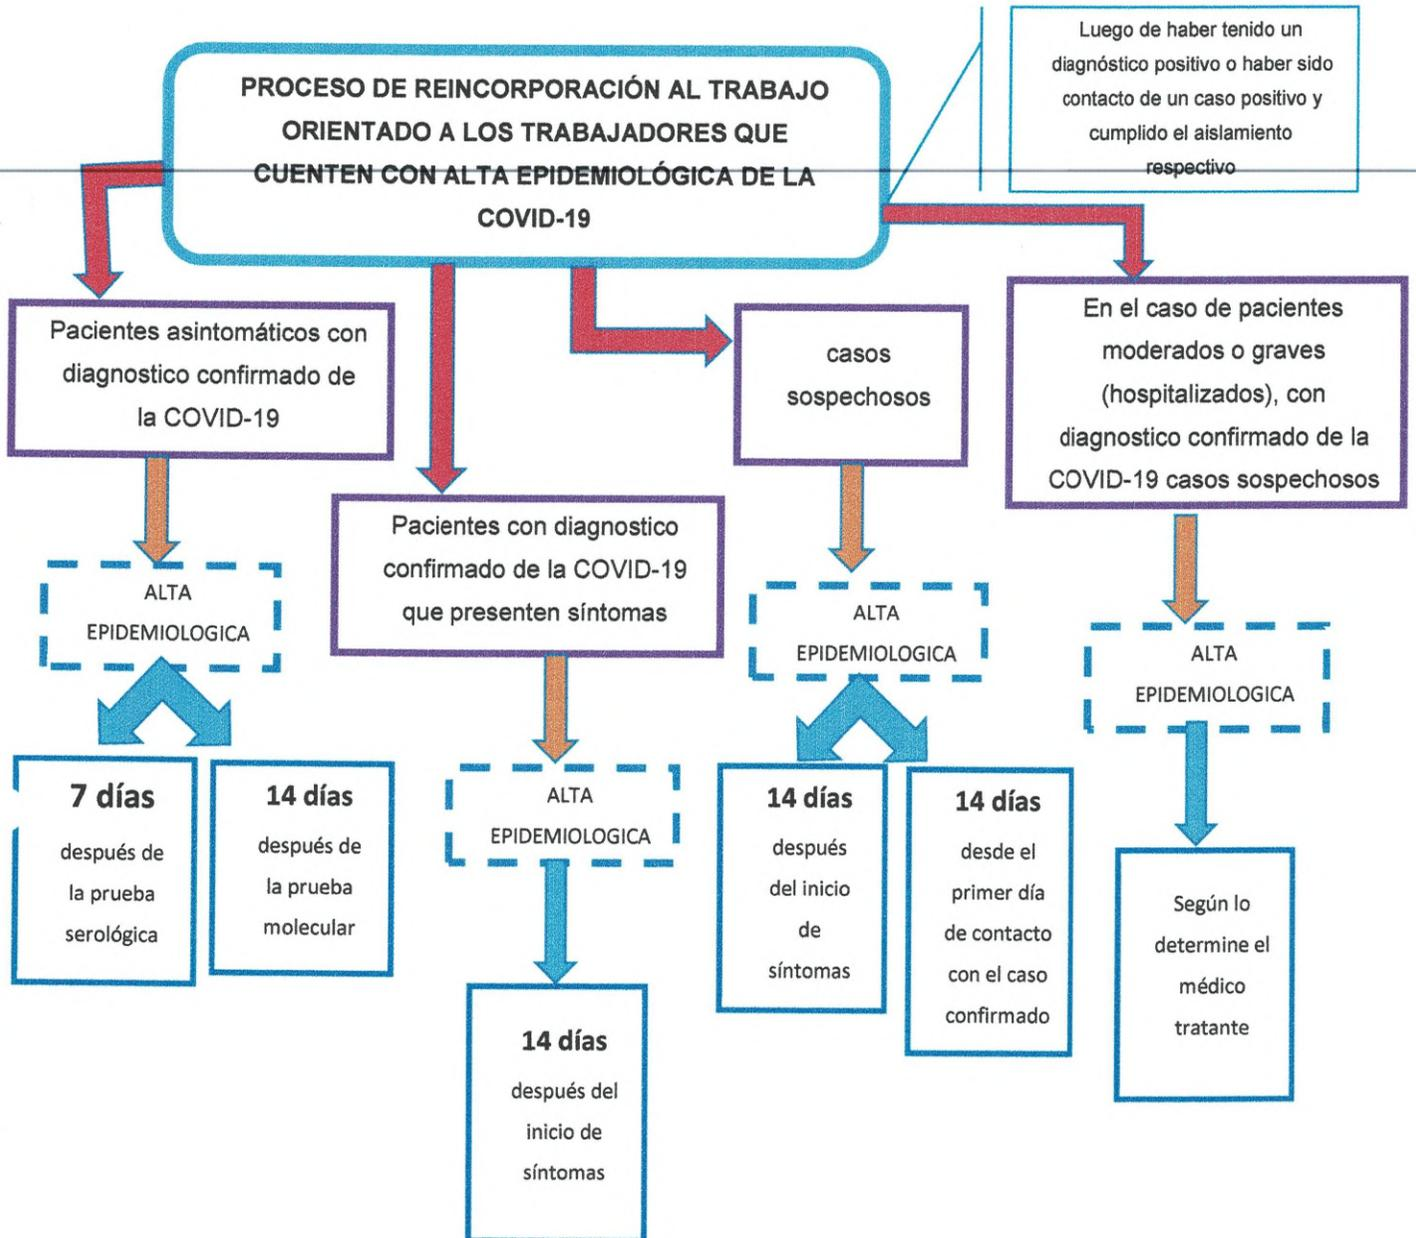 Luego de haber tenido un
diagnóstico positivo o haber sido
contacto de un caso positivo y
cumplido el aislamiento
respectivo
PROCESO DE REINCORPORACIÓN AL TRABAJO
ORIENTADO A LOS TRABAJADORES QUE
CUENTEN CON ALTA EPIDEMIOLÓGICA DE LA
COVID-19
Pacientes asintomáticos con
diagnostico confirmado de
la COVID-19
ALTA
EPIDEMIOLOGICA
7 días
después de
la prueba
serológica
14 días
después de
la prueba
molecular
Pacientes con diagnostico
confirmado de la COVID-19
que presenten síntomas
ALTA
EPIDEMIOLOGICA
14 días
después del
inicio de
síntomas
casos
sospechosos
ALTA
EPIDEMIOLOGICA
14 días
después
del inicio
de
síntomas
14 días
desde el
primer día
de contacto
con el caso
confirmado
En el caso de pacientes
moderados o graves
(hospitalizados), con
diagnostico confirmado de la
COVID-19 casos sospechosos
ALTA
EPIDEMIOLOGICA
Según lo
determine el
médico
tratante